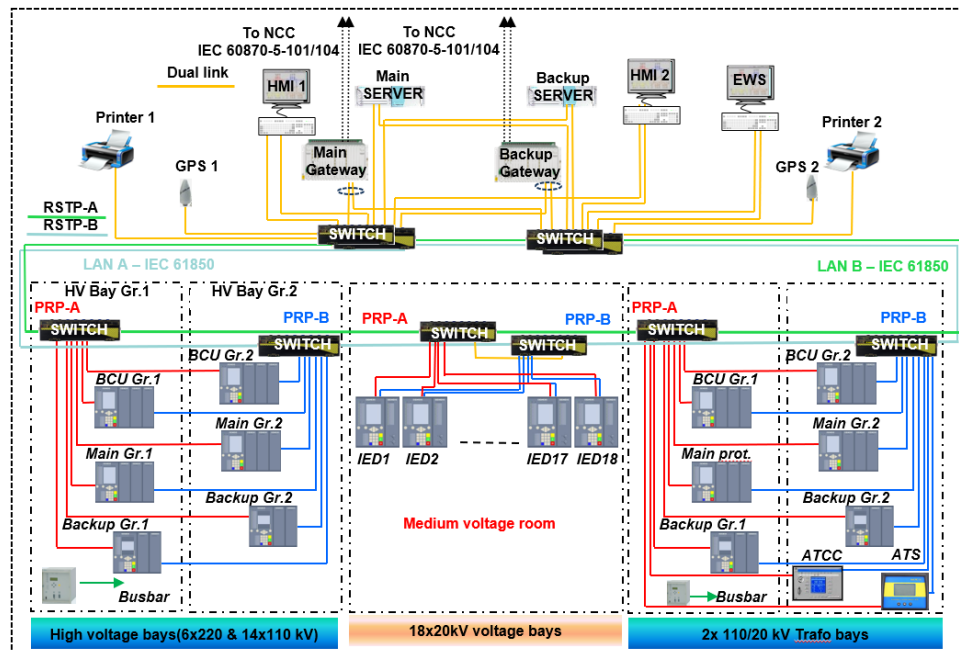 To NCC
IEC 60870-5-101/104
To NCC
IEC 60870-5-101/104
Dual link
HMI 1
Main
SERVER
Backup
SERVER
HMI 2
EWS
Printer 1
Printer 2
GPS 1
Main
Gateway
Backup
Gateway
GPS 2
RSTP-A
RSTP-B
SWITCH
SWITCH
LAN A – IEC 61850
LAN B – IEC 61850
HV Bay Gr.1
HV Bay Gr.2
PRP-A
SWITCH
PRP-B
SWITCH
BCU Gr.2
BCU Gr.1
Main Gr.2
Main Gr.1
Backup Gr.2
Backup Gr.1
Busbar
High voltage bays(6x220 & 14x110 kV)
PRP-A
SWITCH
PRP-B
SWITCH
IED1
IED2
IED17
IED18
Medium voltage room
18x20kV voltage bays
PRP-A
SWITCH
PRP-B
SWITCH
BCU Gr.2
BCU Gr.1
Main Gr.2
Main prot.
Backup Gr.2
Backup Gr.1
ATCC
ATS
Busbar
2x 110/20 kV Trafo bays